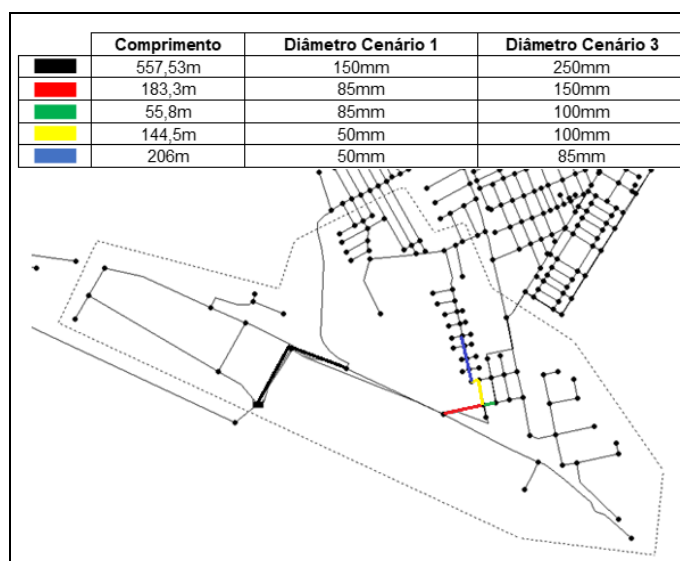 Comprimento Diâmetro Cenário 1 Diâmetro Cenário 3
557,53m 150mm 250mm
183,3m 85mm 150mm
55,8m 85mm 100mm
144,5m 50mm 100mm
206m 50mm 85mm